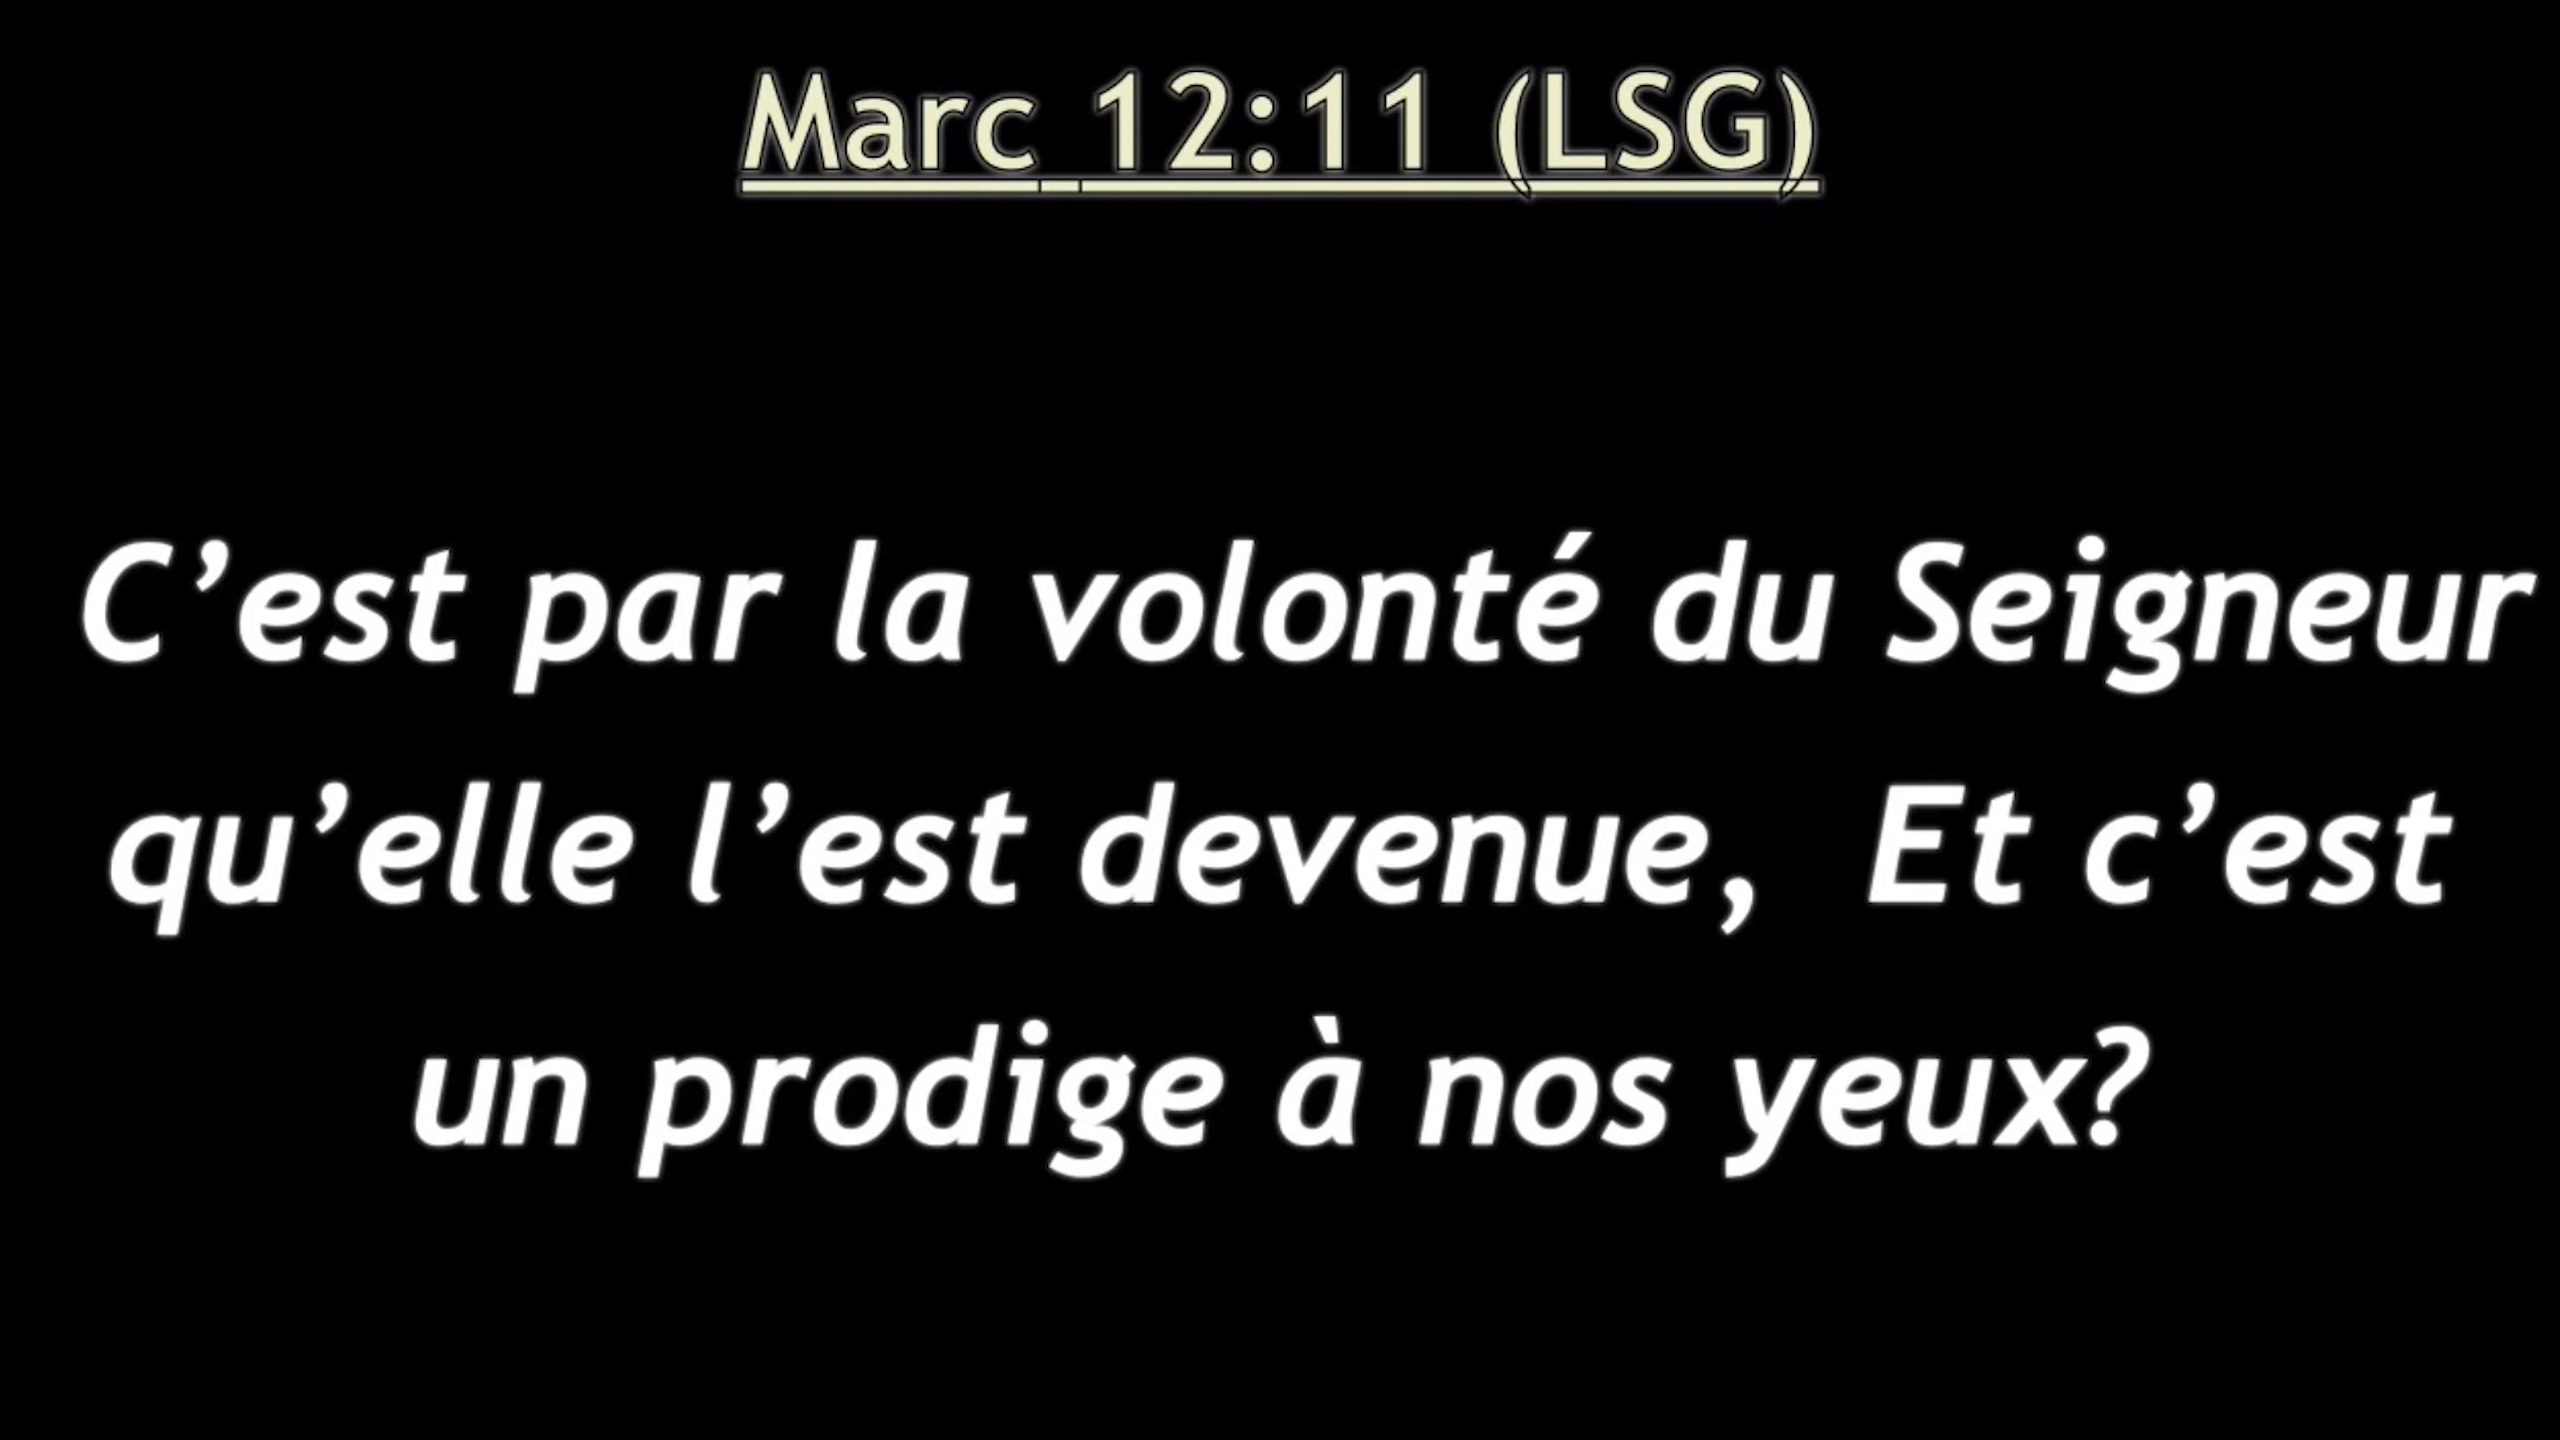 Marc 12:11 (LSG)
C’est par la volonté du Seigneur
qu’elle l’est devenue, Et c’est
un prodige à nos yeux?